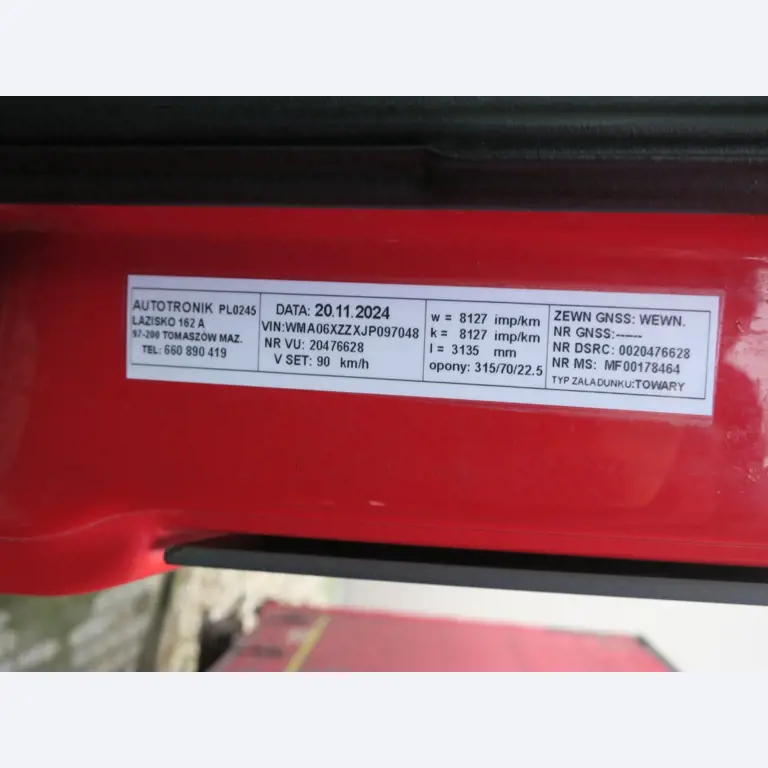 AUTOTRONIK PL0245
LAZISKO 162 A
97-200 TOMASZÓW MAZ.
TEL: 660 890 419
DATA: 20.11.2024
VIN:WMA06XZZXJP097048
NR VU: 20476628
V SET: 90 km/h
w = 8127 imp/km
k = 8127 imp/km
l = 3135 mm
opony: 315/70/22.5
ZEWN GNSS: WEWN.
NR GNSS:-----
NR DSRC: 0020476628
NR MS: MF00178464
TYP ZAŁADUNKU:TOWARY